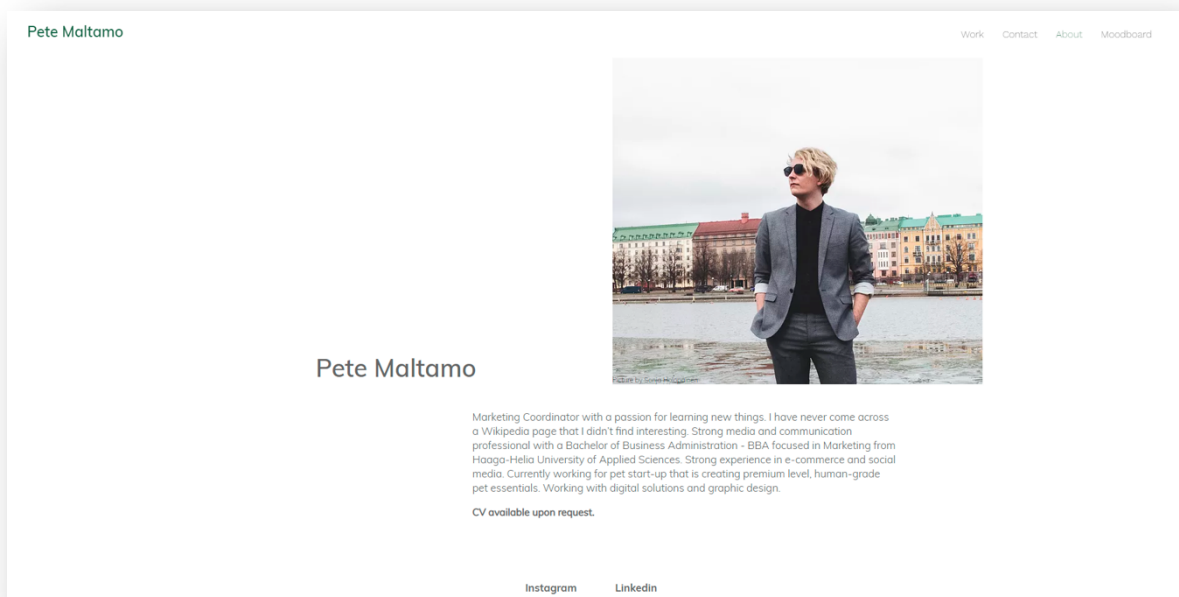 Pete Maltamo
Work Contact About Moodboard
Picture by
Pete Maltamo
Marketing Coordinator with a passion for learning new things. I have never come across
a Wikipedia page that I didn't find interesting. Strong media and communication
professional with a Bachelor of Business Administration - BBA focused in Marketing from
Haaga-Helia University of Applied Sciences. Strong experience in e-commerce and social
media. Currently working for pet start-up that is creating premium level, human-grade
pet essentials. Working with digital solutions and graphic design.
CV available upon request.
Instagram Linkedin